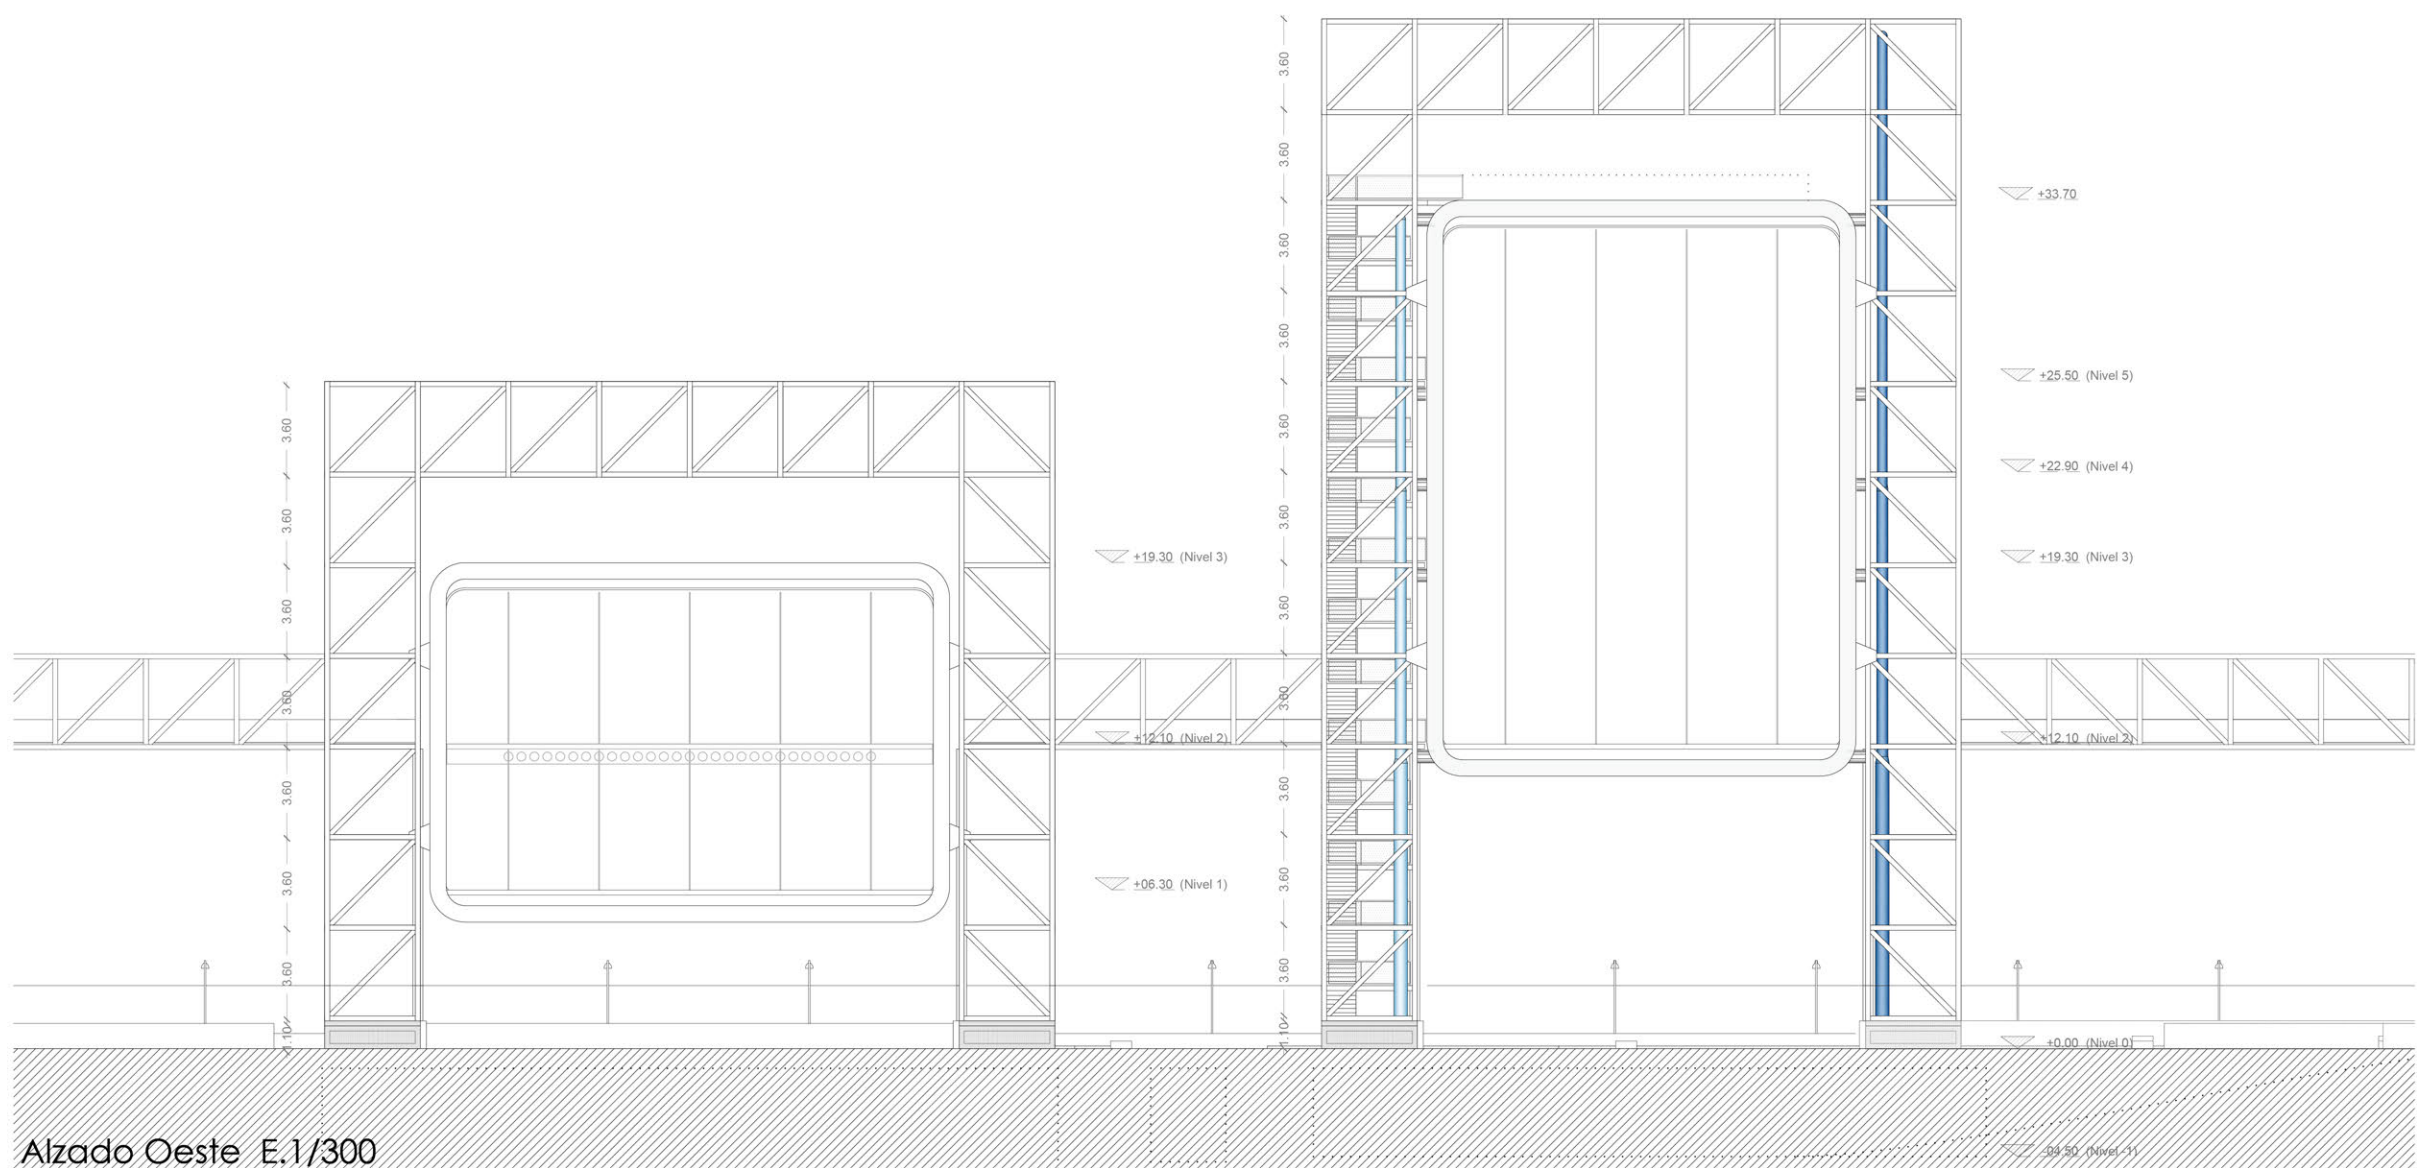 3.60
3.60
3.60
3.60
3.60
3.60
3.60
1.10
+19.30 (Nivel 3)
+12.10 (Nivel 2)
+06.30 (Nivel 1)
3.60
3.60
3.60
3.60
3.60
3.60
3.60
3.60
3.60
3.60
3.60
1.10
+33.70
+25.50 (Nivel 5)
+22.90 (Nivel 4)
+19.30 (Nivel 3)
+12.10 (Nivel 2)
+0.00 (Nivel 0)
-04.50 (Nivel -1)
Alzado Oeste E.1/300